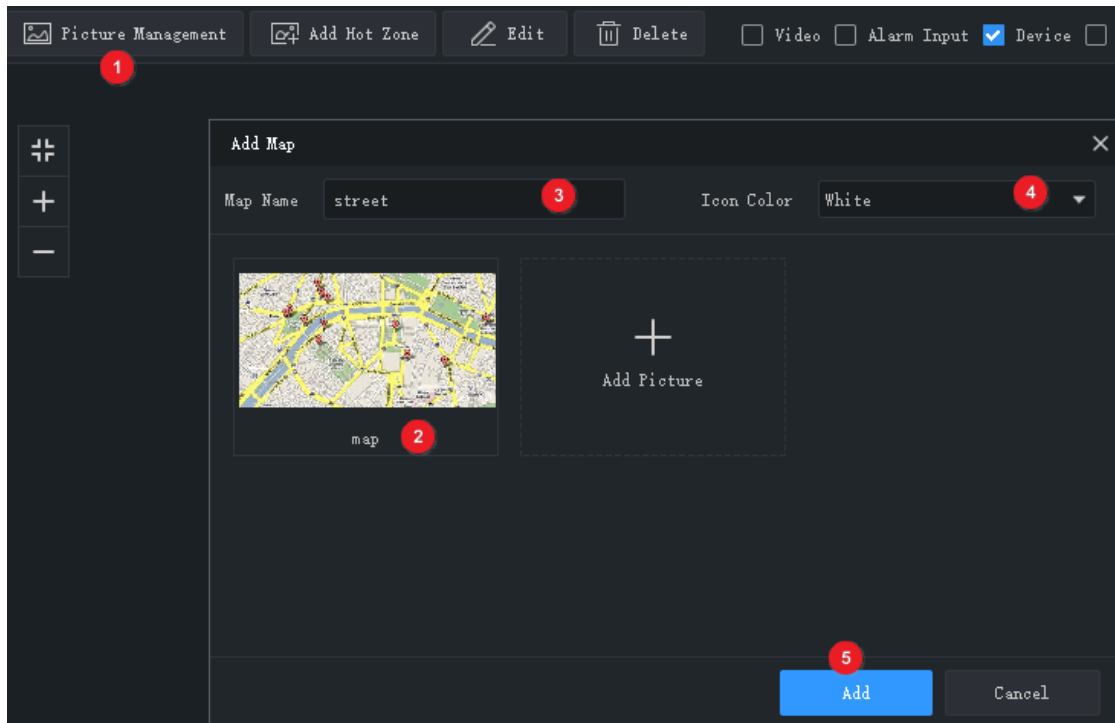 Picture Management Add Hot Zone Edit Delete Video Alarm Input Device
1
Add Map
Map Name street 3 Icon Color White 4
Add Picture
map 2
5
Add Cancel